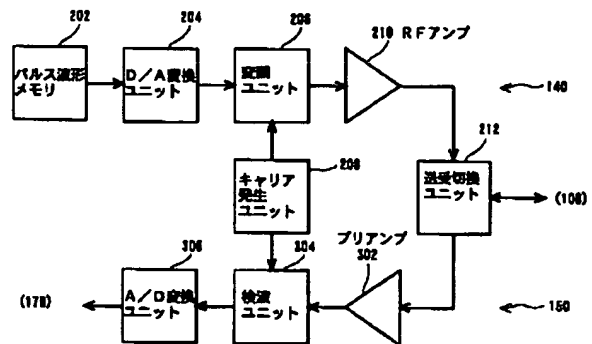 202
204
206
210 RFアンプ
パルス波形
メモリ
D/A変換
ユニット
変調
ユニット
140
212
キャリア
発生
ユニット
208
送受切換
ユニット
(106)
プリアンプ
302
306
304
(170)
A/D変換
ユニット
検波
ユニット
150